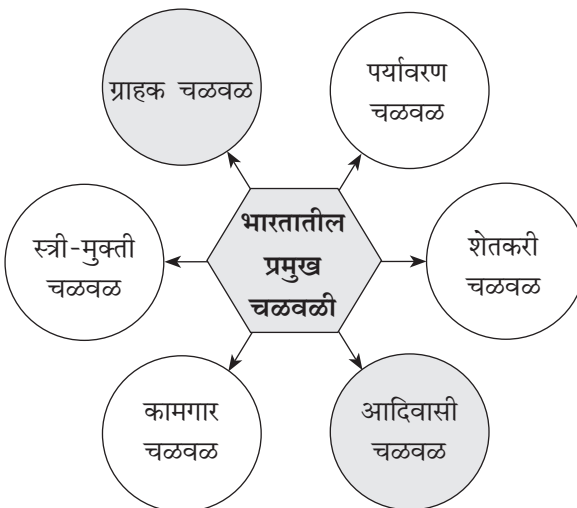 ग्राहक चळवळ
पर्यावरण
चळवळ
स्त्री-मुक्ती
चळवळ
भारतातील
प्रमुख
चळवळी
शेतकरी
चळवळ
कामगार
चळवळ
आदिवासी
चळवळ